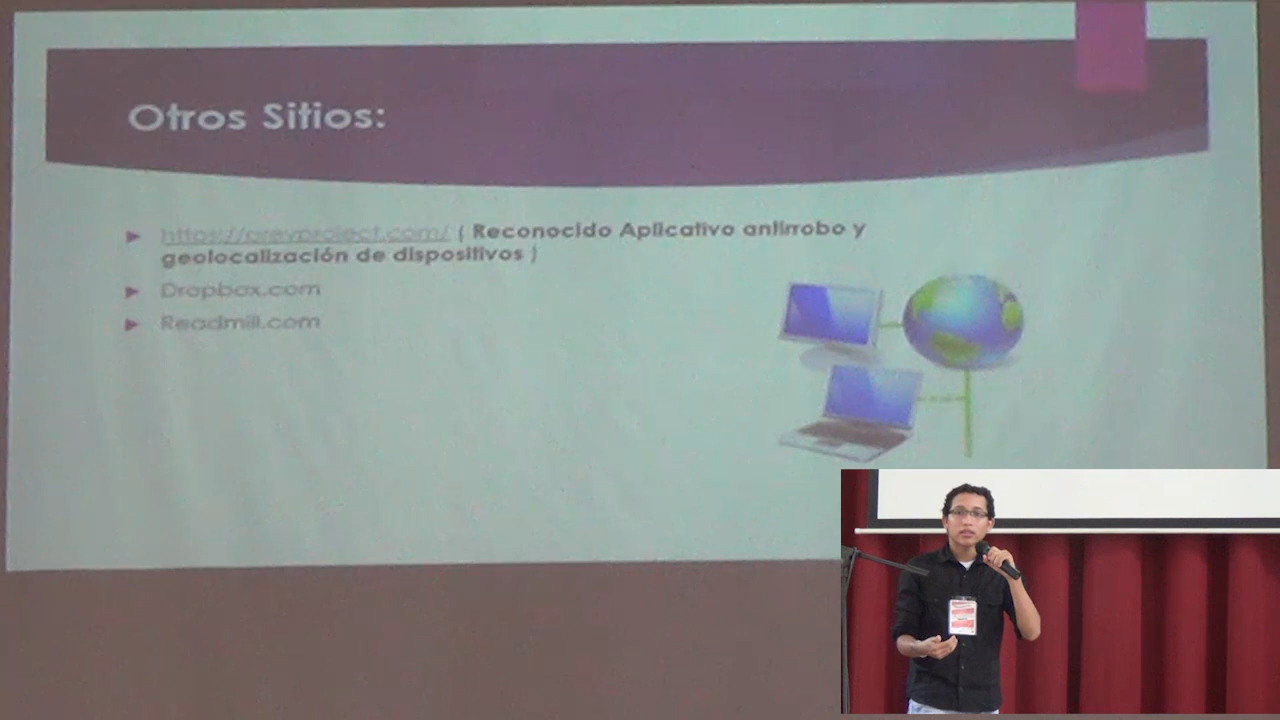 Otros Sitios:
https://preyproject.com/ ( Reconocido Aplicativo antirrobo y
geolocalización de dispositivos )
Dropbox.com
Readmill.com